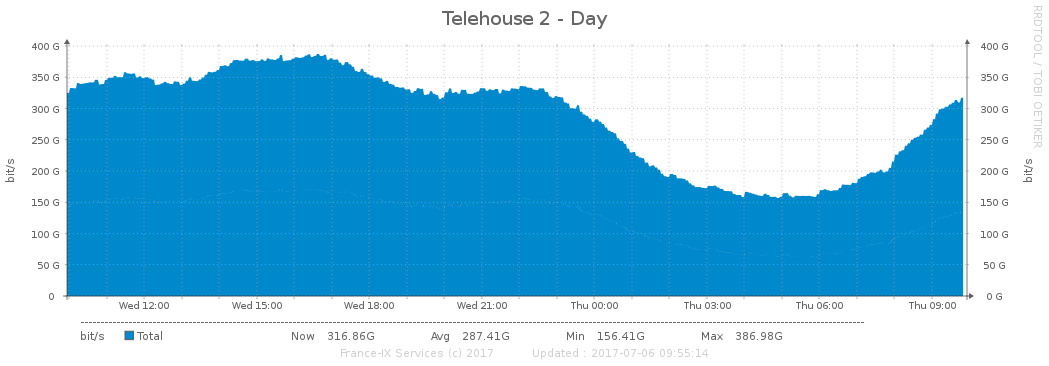 Telehouse 2 - Day
RRDTOOL / TOBI OETIKER
bit/s
400 G
350 G
300 G
250 G
200 G
150 G
100 G
50 G
0
400 G
350 G
300 G
250 G
200 G
150 G
100 G
50 G
0 G
bit/s
Wed 12:00 Wed 15:00 Wed 18:00 Wed 21:00 Thu 00:00 Thu 03:00 Thu 06:00 Thu 09:00
bit/s Total Now 316.86G Avg 287.41G Min 156.41G Max 386.98G
France-IX Services (c) 2017 Updated : 2017-07-06 09:55:14